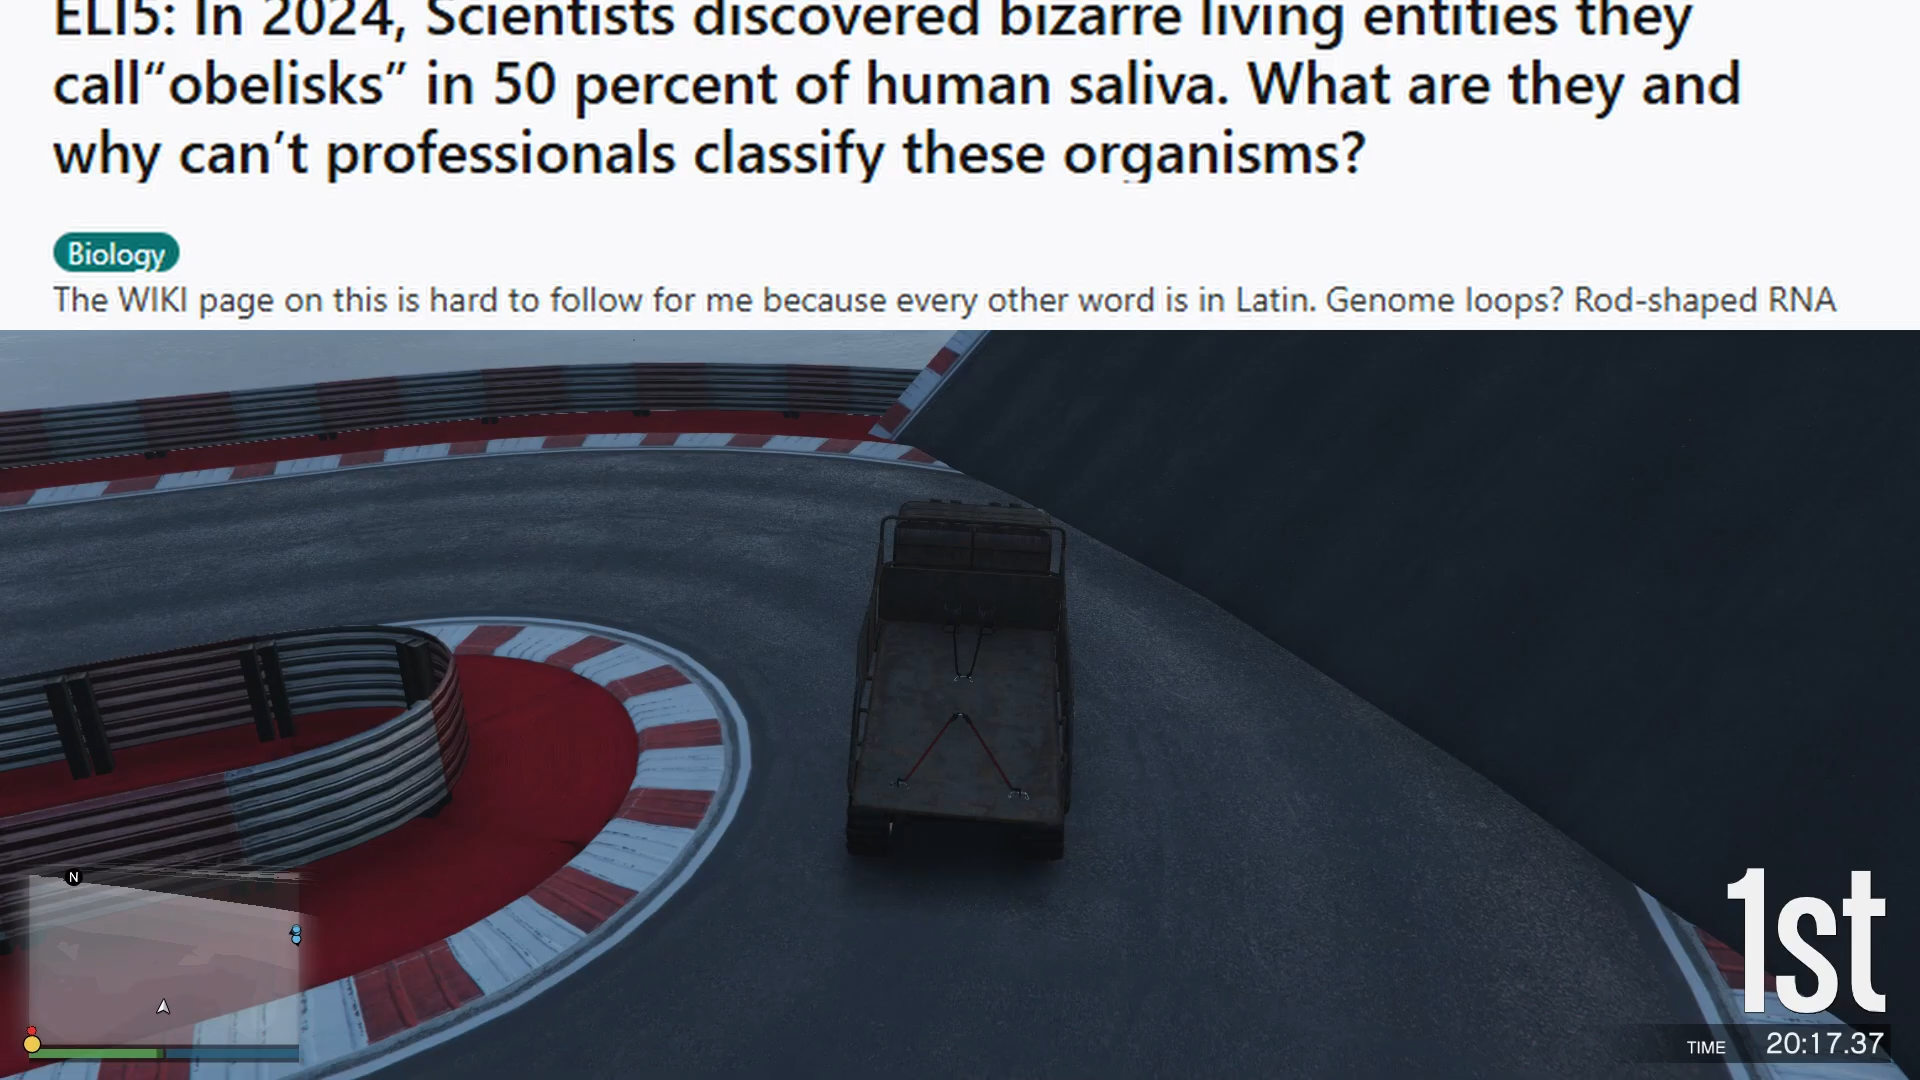 ELI5: In 2024, Scientists discovered bizarre living entities they
call“obelisks” in 50 percent of human saliva. What are they and
why can’t professionals classify these organisms?
Biology
The WIKI page on this is hard to follow for me because every other word is in Latin. Genome loops? Rod-shaped RNA
N
1st
TIME 20:17.37